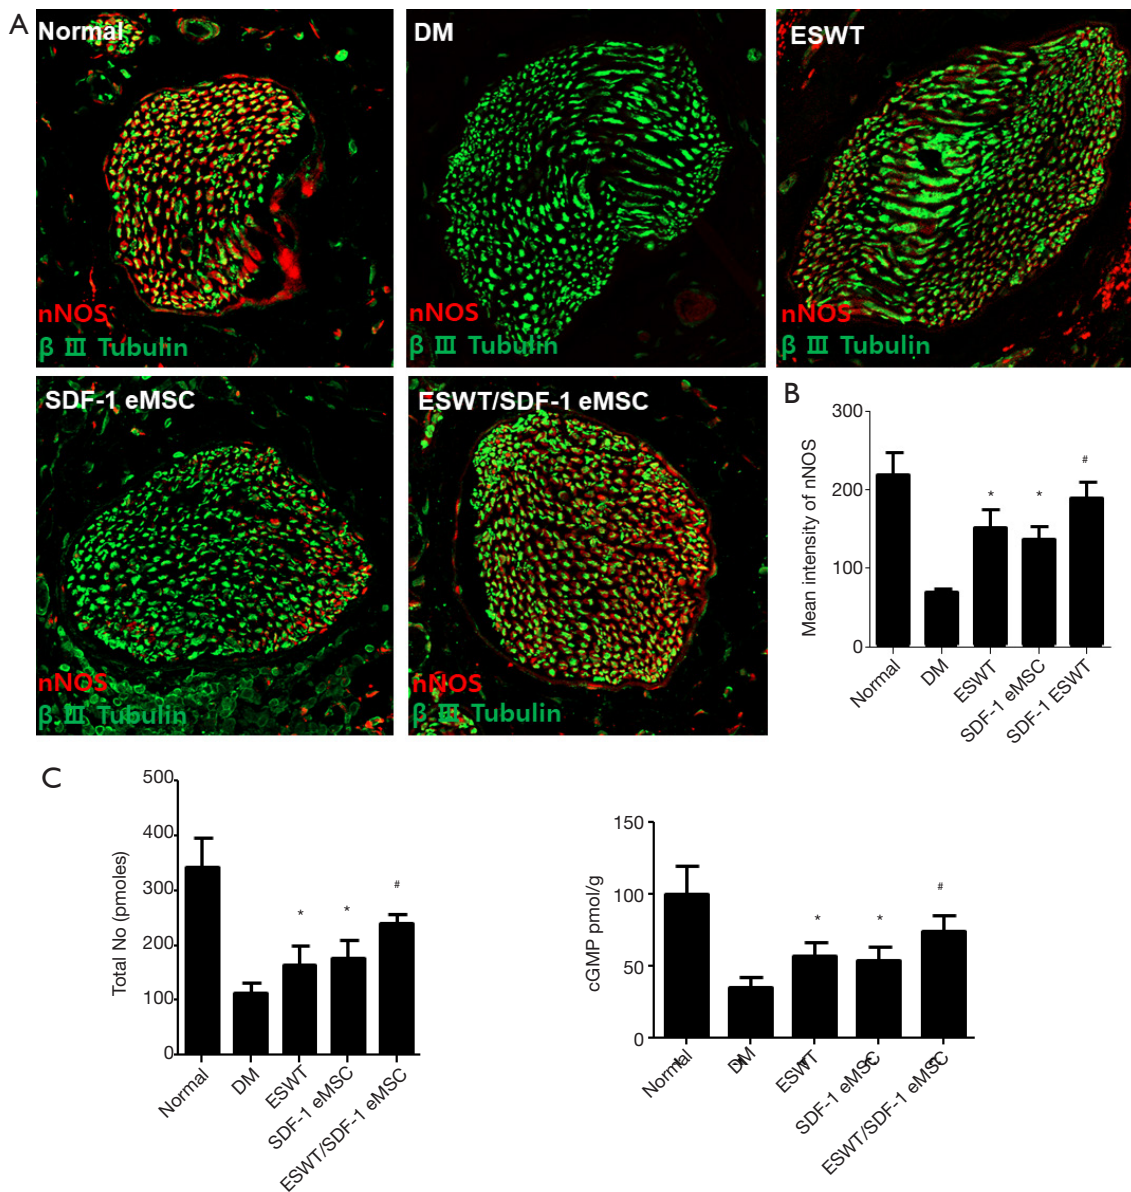 A
Normal
DM
ESWT
nNOS
β Ⅲ Tubulin
nNOS
β Ⅲ Tubulin
nNOS
β Ⅲ Tubulin
SDF-1 eMSC
ESWT/SDF-1 eMSC
nNOS
β Ⅲ Tubulin
nNOS
β Ⅲ Tubulin
B
Mean intensity of nNOS
300
200
100
0
*
*
#
Normal
DM
ESWT
SDF-1 eMSC
SDF-1 ESWT
C
Total No (pmoles)
500
400
300
200
100
0
*
*
#
Normal
DM
ESWT
SDF-1 eMSC
ESWT/SDF-1 eMSC
cGMP pmol/g
150
100
50
0
*
*
#
Normal
DM
ESWT
SDF-1 eMSC
ESWT/SDF-1 eMSC